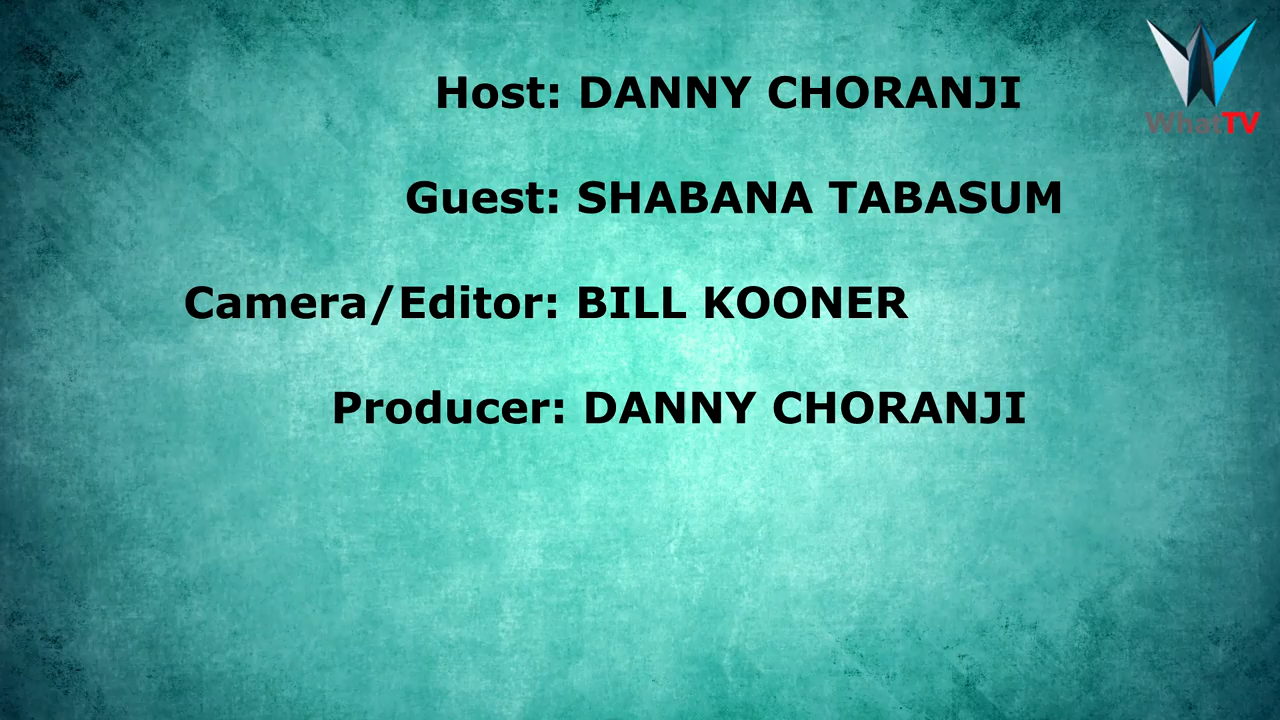 Host: DANNY CHORANJI
WhatTV
Guest: SHABANA TABASUM
Camera/Editor: BILL KOONER
Producer: DANNY CHORANJI